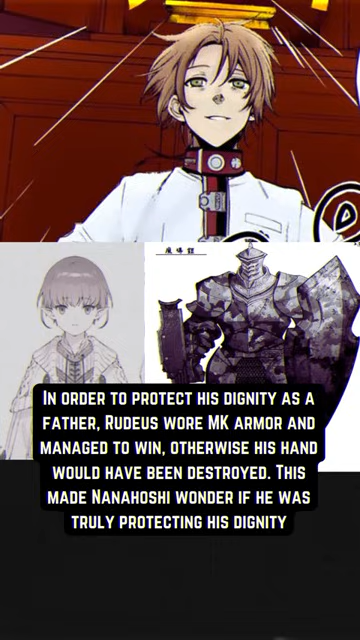 In order to protect his dignity as a
father, Rudeus wore MK armor and
managed to win, otherwise his hand
would have been destroyed. This
made Nanahoshi wonder if he was
truly protecting his dignity